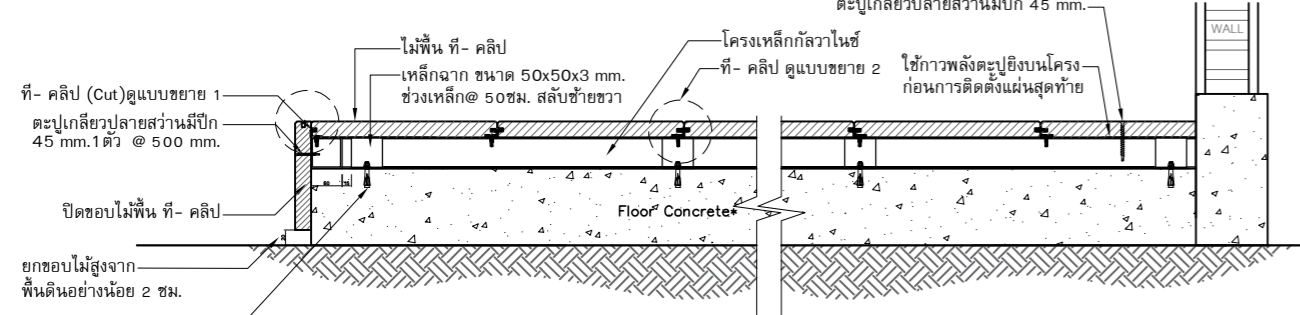 ตะปูเกลียวปลายสว่านมีปีก 45 mm.
WALL
ไม้พื้น ที- คลิป
โครงเหล็กกัลวาไนซ์
เหล็กฉาก ขนาด 50x50x3 mm.
ช่วงเหล็ก@ 50ซม. สลับซ้ายขวา
ที- คลิป ดูแบบขยาย 2
ใช้กาวพลังตะปูยิงบนโครง
ก่อนการติดตั้งแผ่นสุดท้าย
ที- คลิป (Cut)ดูแบบขยาย 1
ตะปูเกลียวปลายสว่านมีปีก
45 mm.1ตัว @ 500 mm.
ปิดขอบไม้พื้น ที- คลิป
Floor Concrete*
ยกขอบไม้สูงจาก
พื้นดินอย่างน้อย 2 ซม.